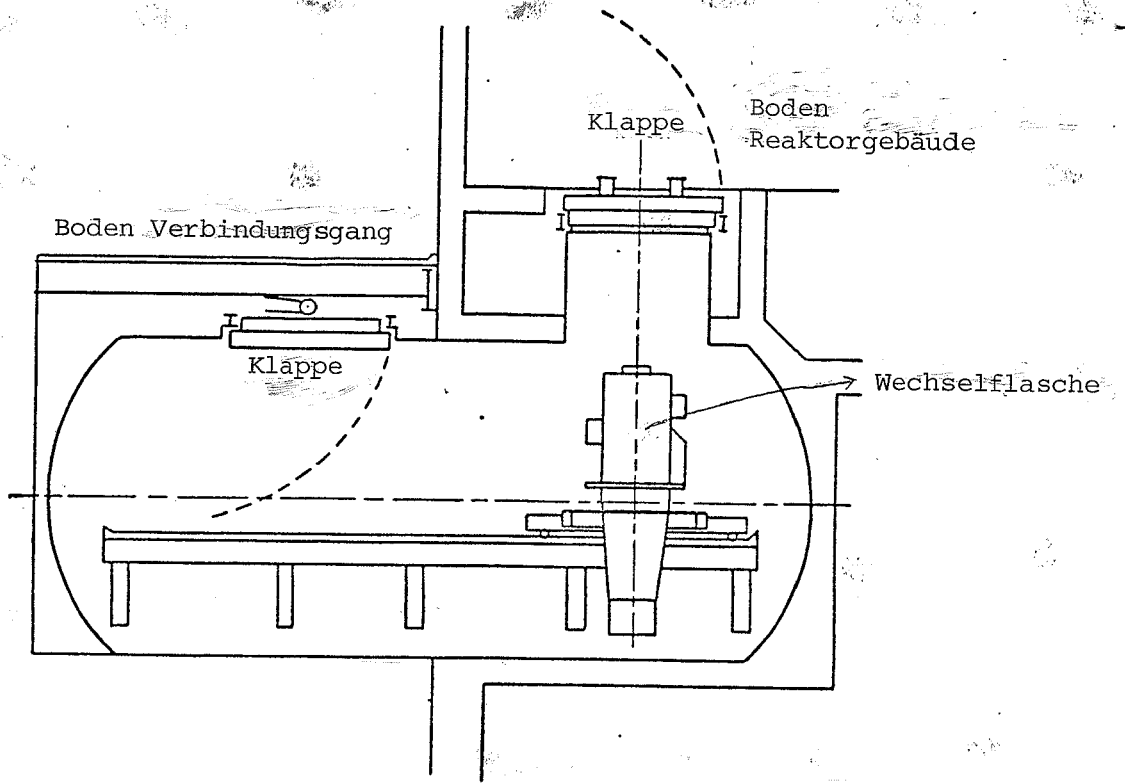 Klappe
Boden
Reaktorgebäude
Boden Verbindungsgang
Klappe
Wechselflasche